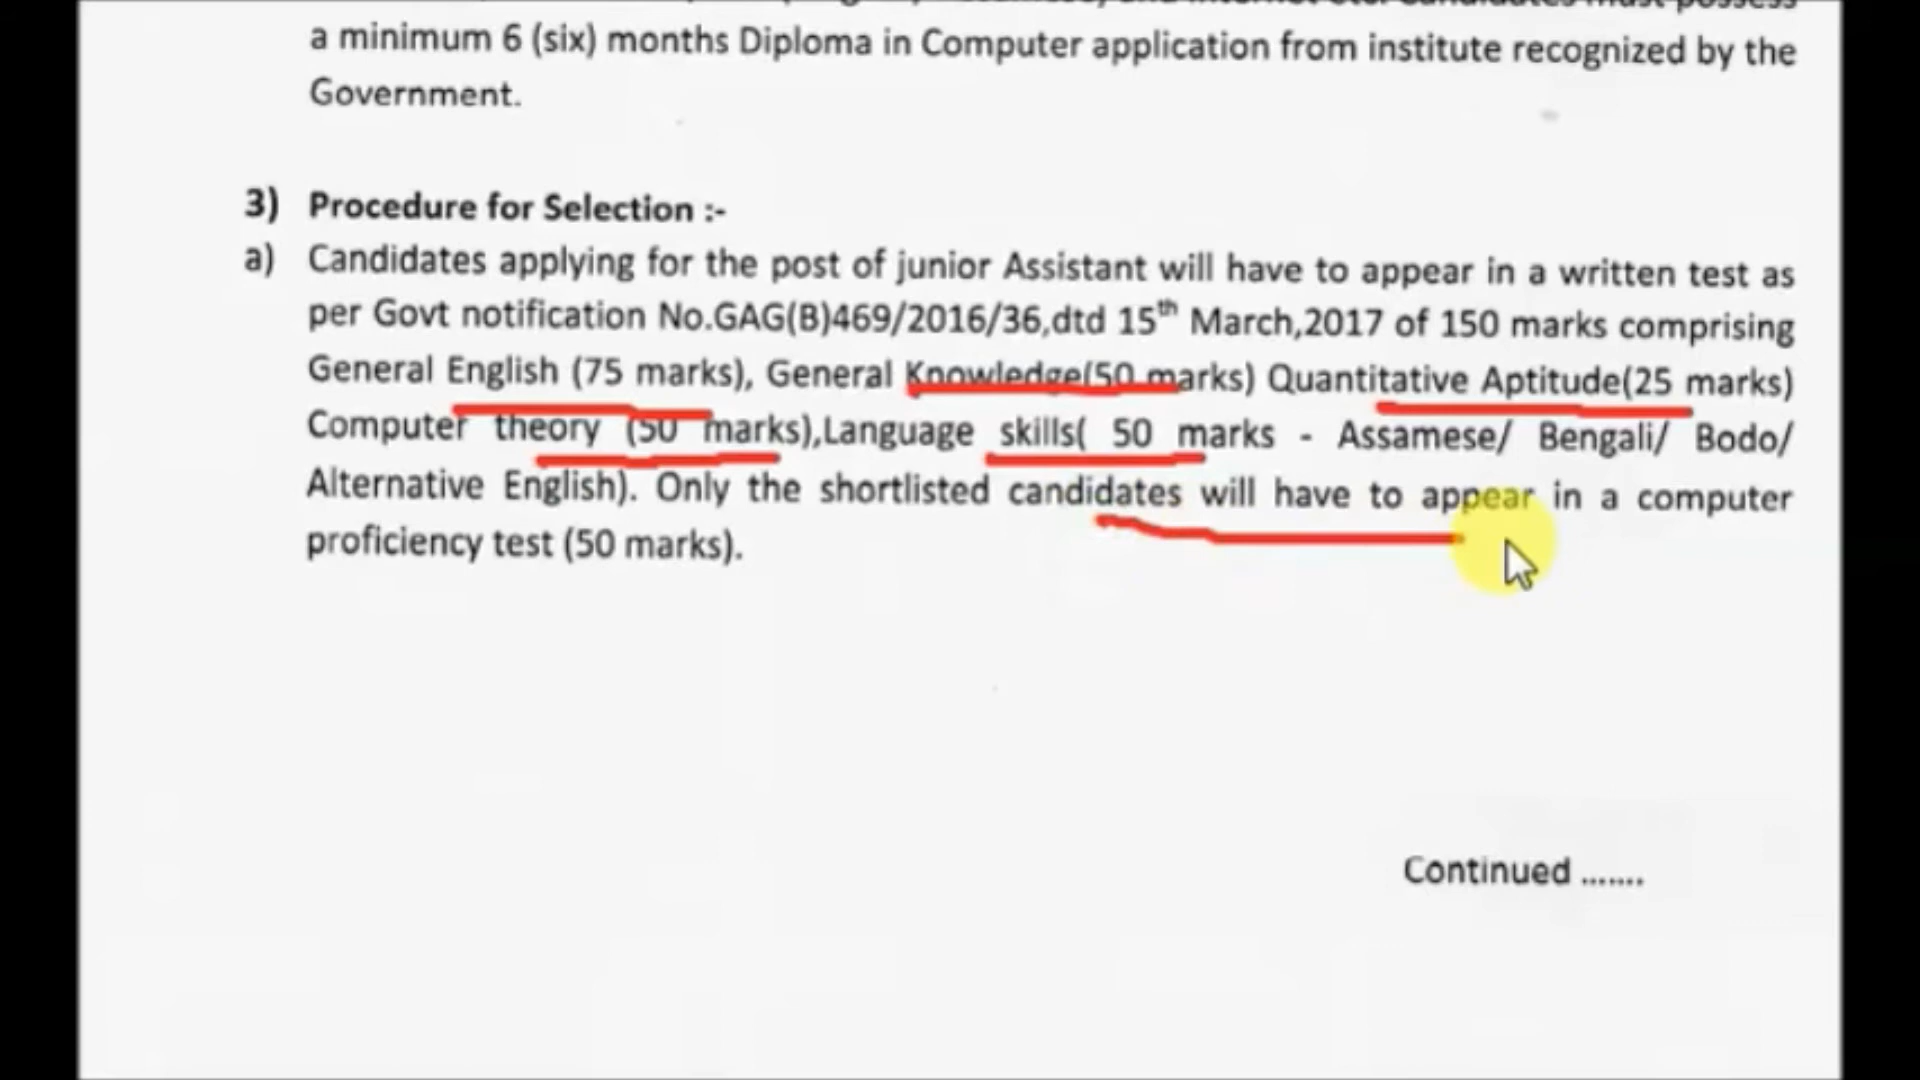 a minimum 6 (six) months Diploma in Computer application from institute recognized by the
Government.
3) Procedure for Selection :-
a) Candidates applying for the post of junior Assistant will have to appear in a written test as
per Govt notification No.GAG(B)469/2016/36,dtd 15th March,2017 of 150 marks comprising
General English (75 marks), General Knowledge(50 marks) Quantitative Aptitude(25 marks)
Computer theory (50 marks),Language skills( 50 marks - Assamese/ Bengali/ Bodo/
Alternative English). Only the shortlisted candidates will have to appear in a computer
proficiency test (50 marks).
Continued .......